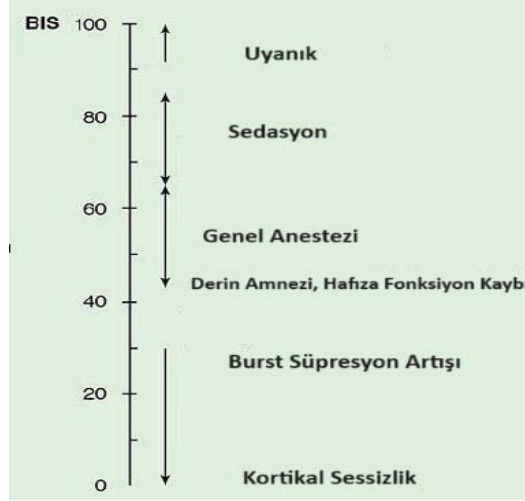 BIS 100
Uyanık
80
Sedasyon
60
Genel Anestezi
Derin Amnezi, Hafıza Fonksiyon Kayb
40
Burst Süpresyon Artışı
20
Kortikal Sessizlik
0